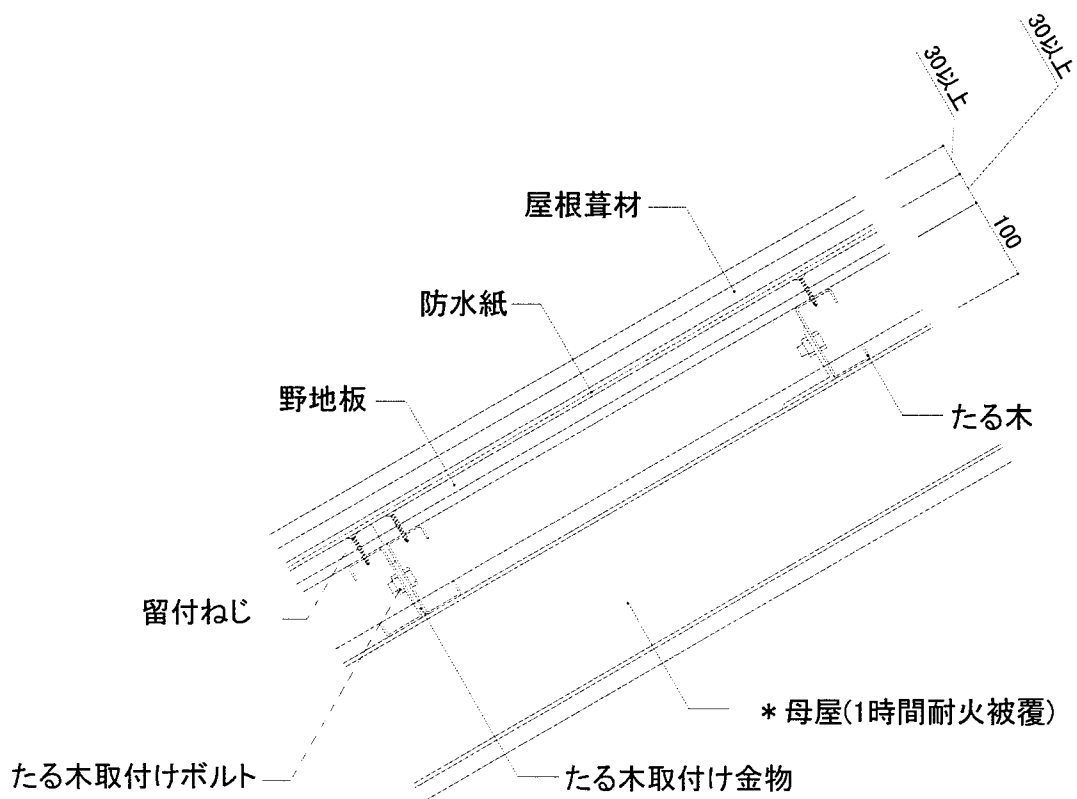 30以上
30以上
100
屋根葺材
防水紙
野地板
たる木
留付ねじ
*母屋(1時間耐火被覆)
たる木取付けボルト
たる木取付け金物